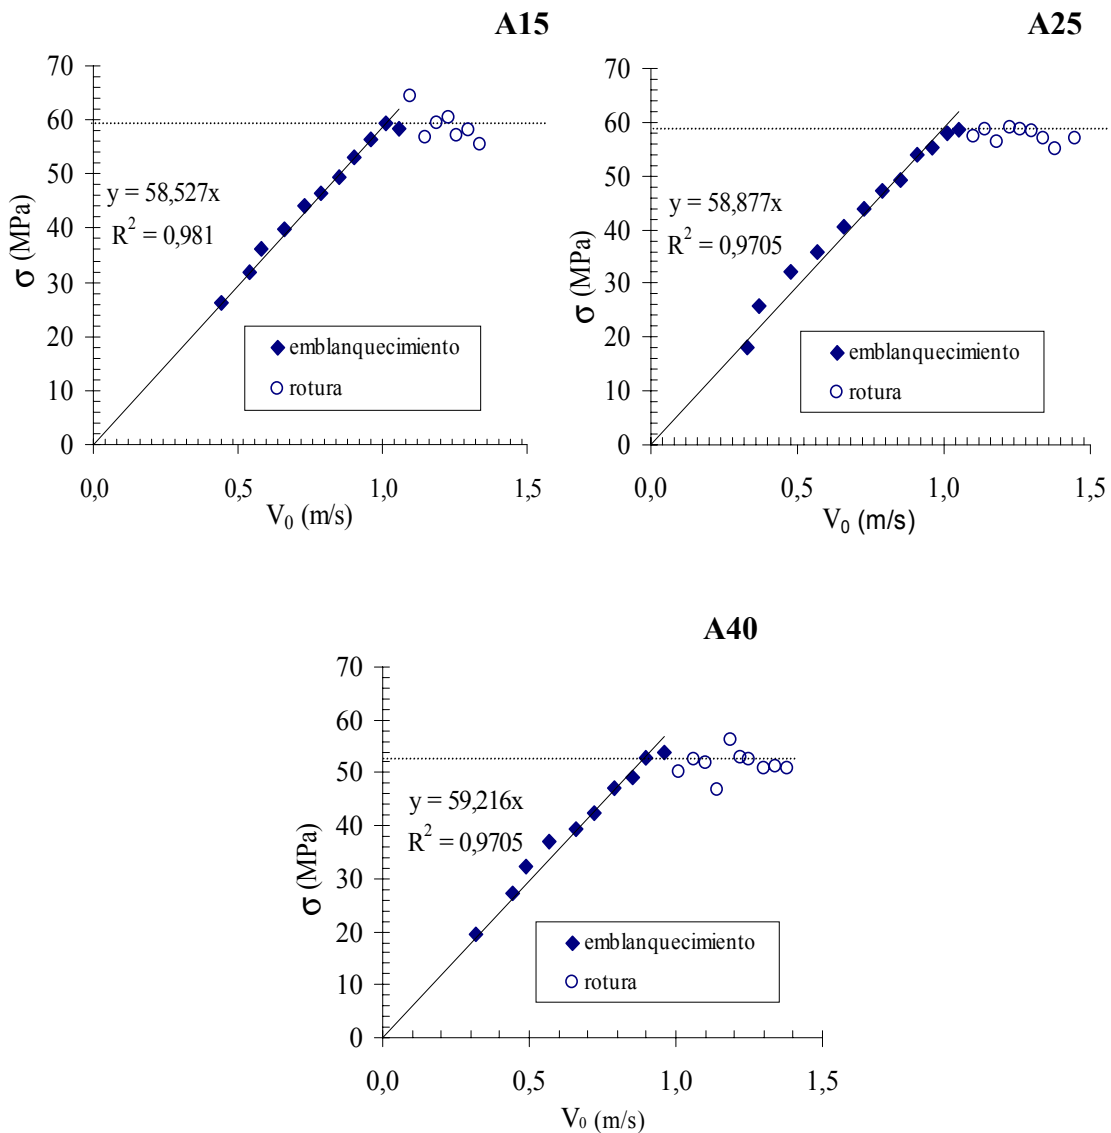 A15
70
60
50
40
30
20
10
0
σ (MPa)
y = 58,527x
R² = 0,981
emblanquecimiento
rotura
0,0 0,5 1,0 1,5
V₀ (m/s)
A25
70
60
50
40
30
20
10
0
σ (MPa)
y = 58,877x
R² = 0,9705
emblanquecimiento
rotura
0,0 0,5 1,0 1,5
V₀ (m/s)
A40
70
60
50
40
30
20
10
0
σ (MPa)
y = 59,216x
R² = 0,9705
emblanquecimiento
rotura
0,0 0,5 1,0 1,5
V₀ (m/s)